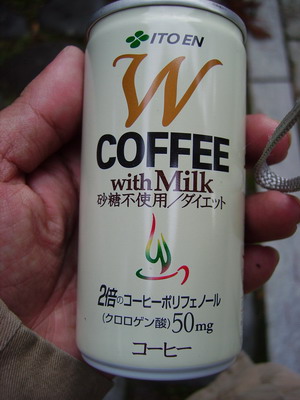 ITO EN
W
COFFEE
with Milk
砂糖不使用/ダイエット
2倍のコーヒーポリフェノール
(クロロゲン酸)50mg
コーヒー